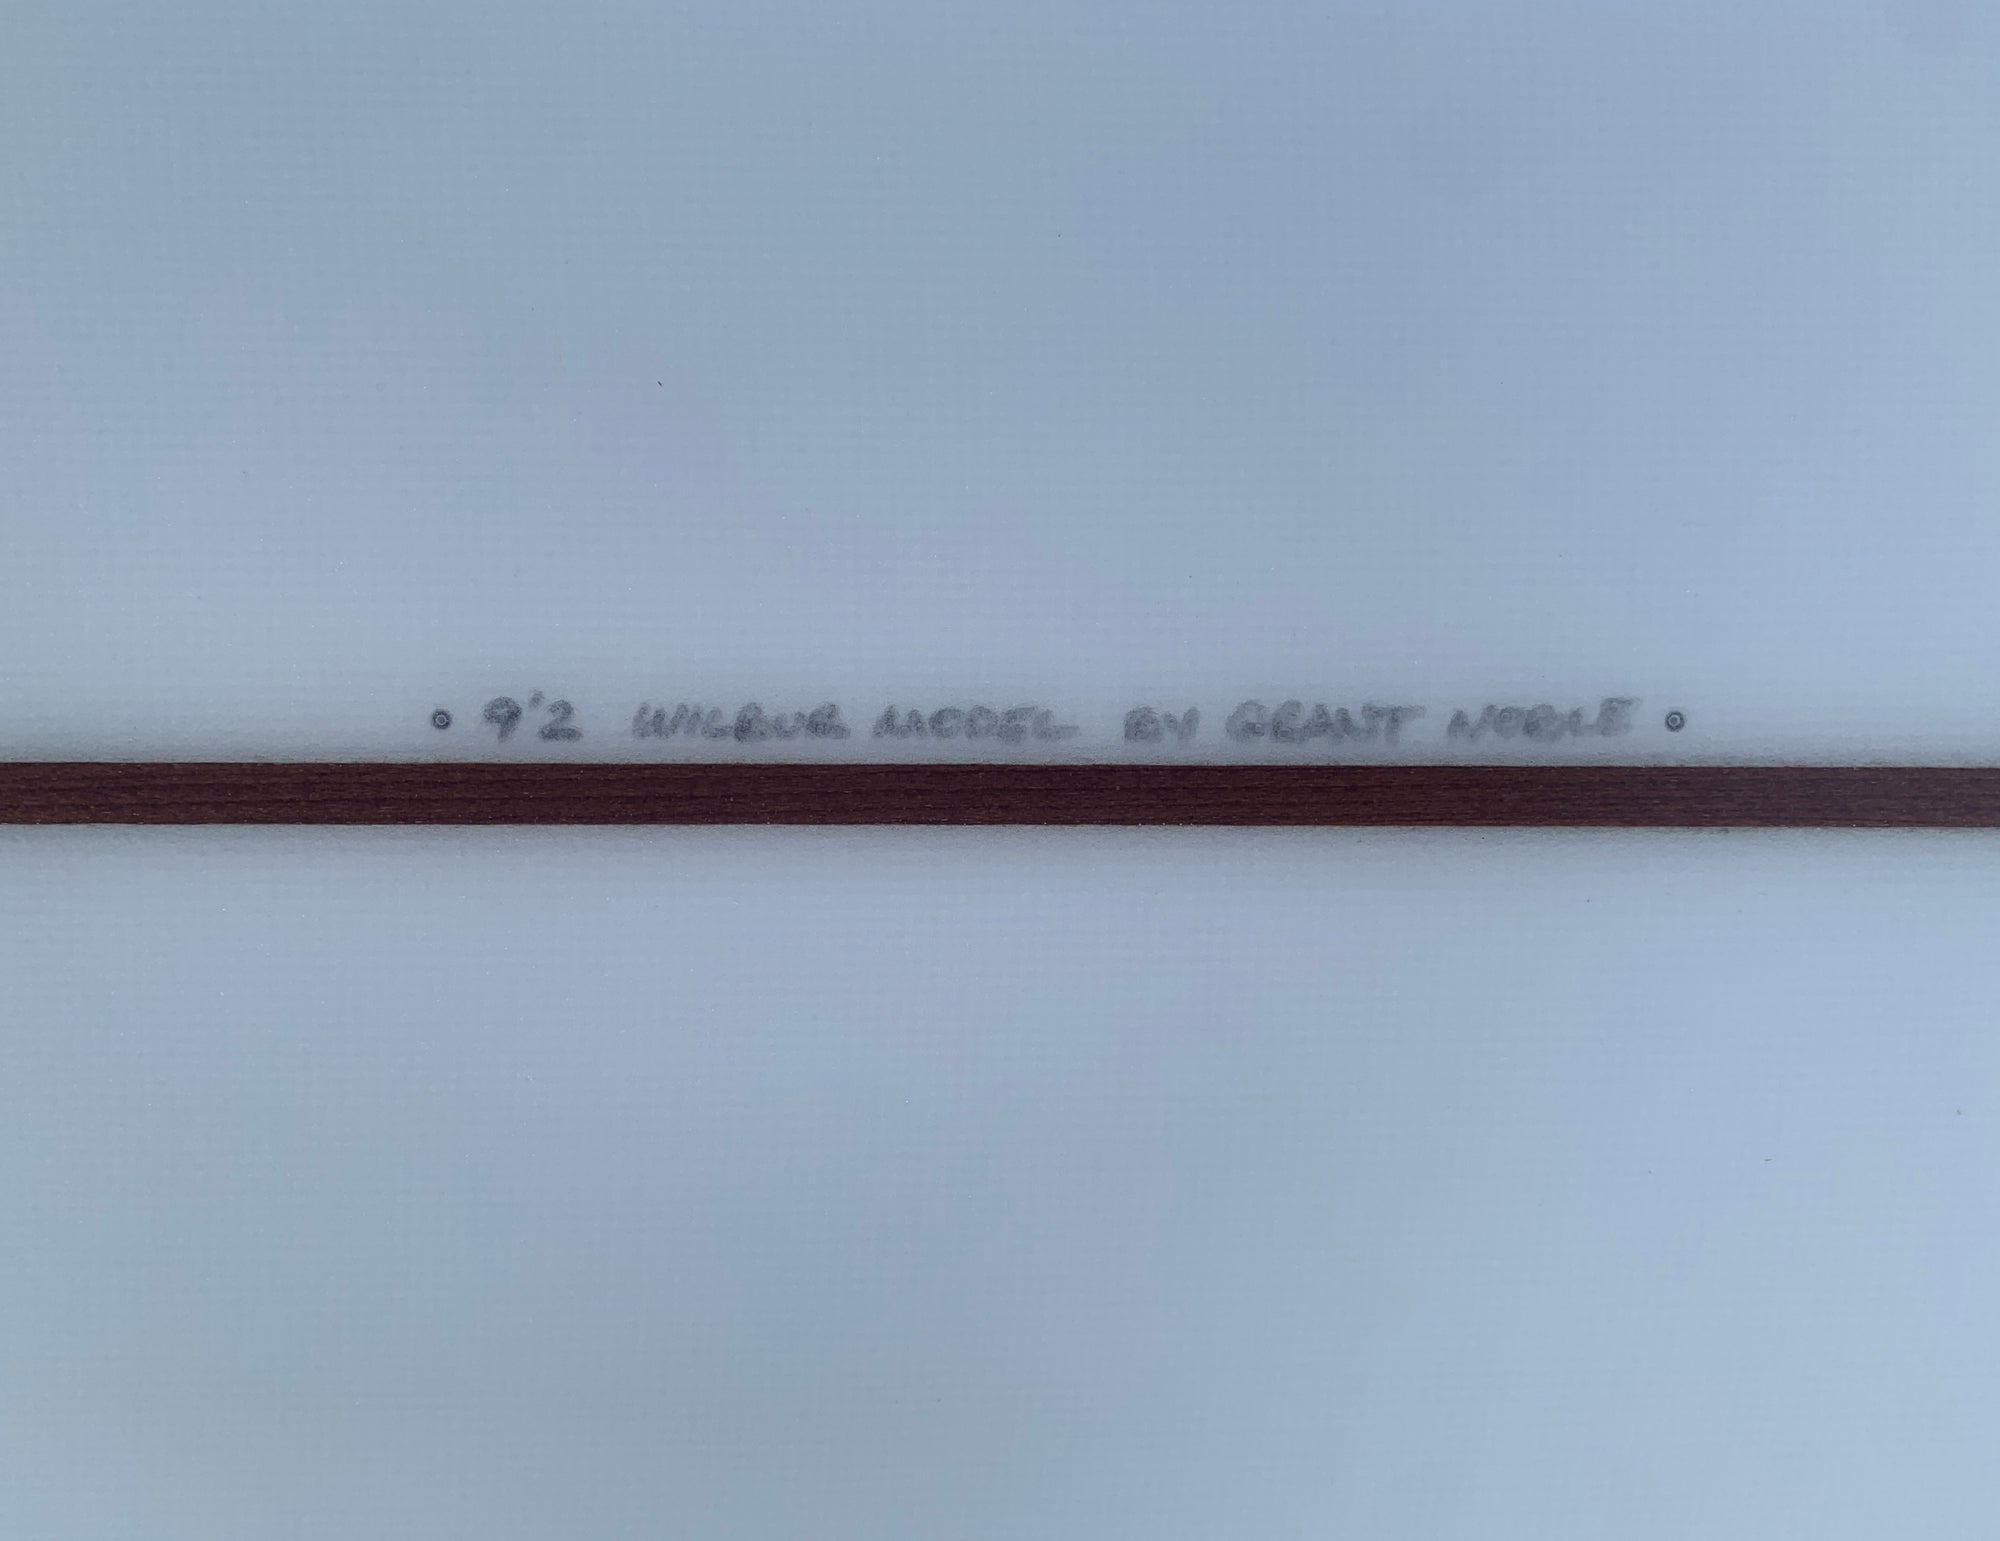 9'2 WILBUR MODEL BY GRANT NOBLE